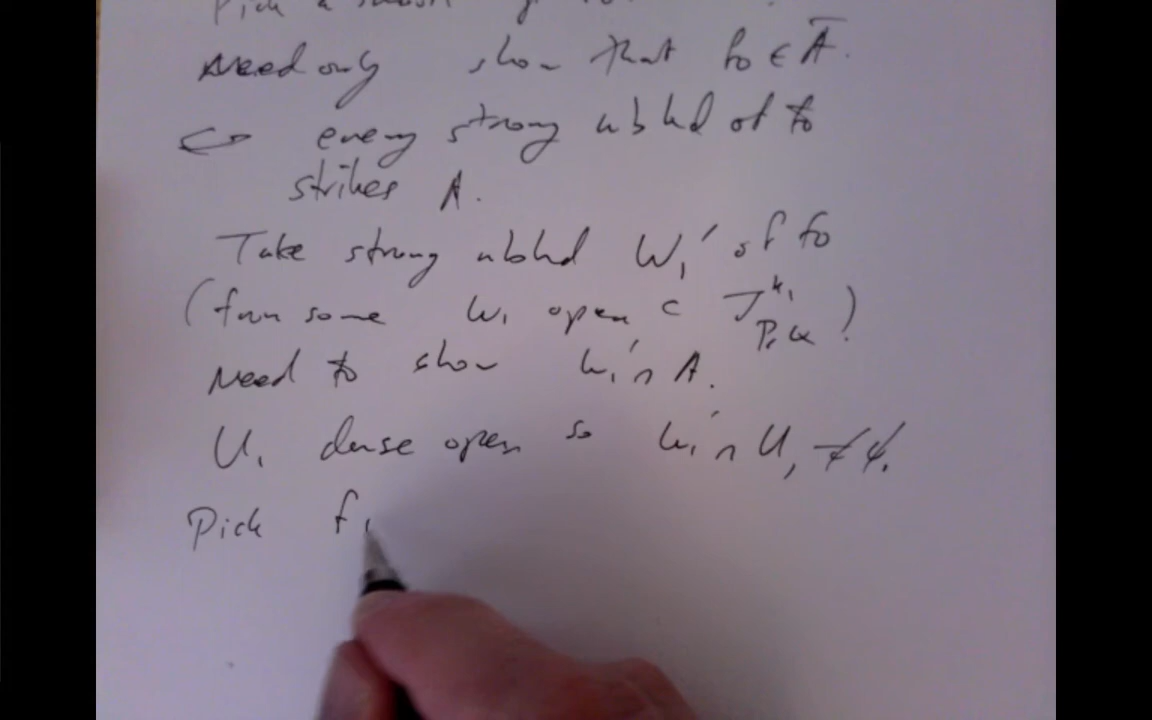 Pick a
Need only show that f₀ ∈ A̅.
⟺ every strong nbhd of f₀
strikes A.
Take strong nbhd W₁' of f₀
(from some W₁ open ⊂ J^{k₁}_{P,Q})
Need to show W₁' ∩ A.
U₁ dense open so W₁' ∩ U₁ ≠ ∅.
Pick f₁